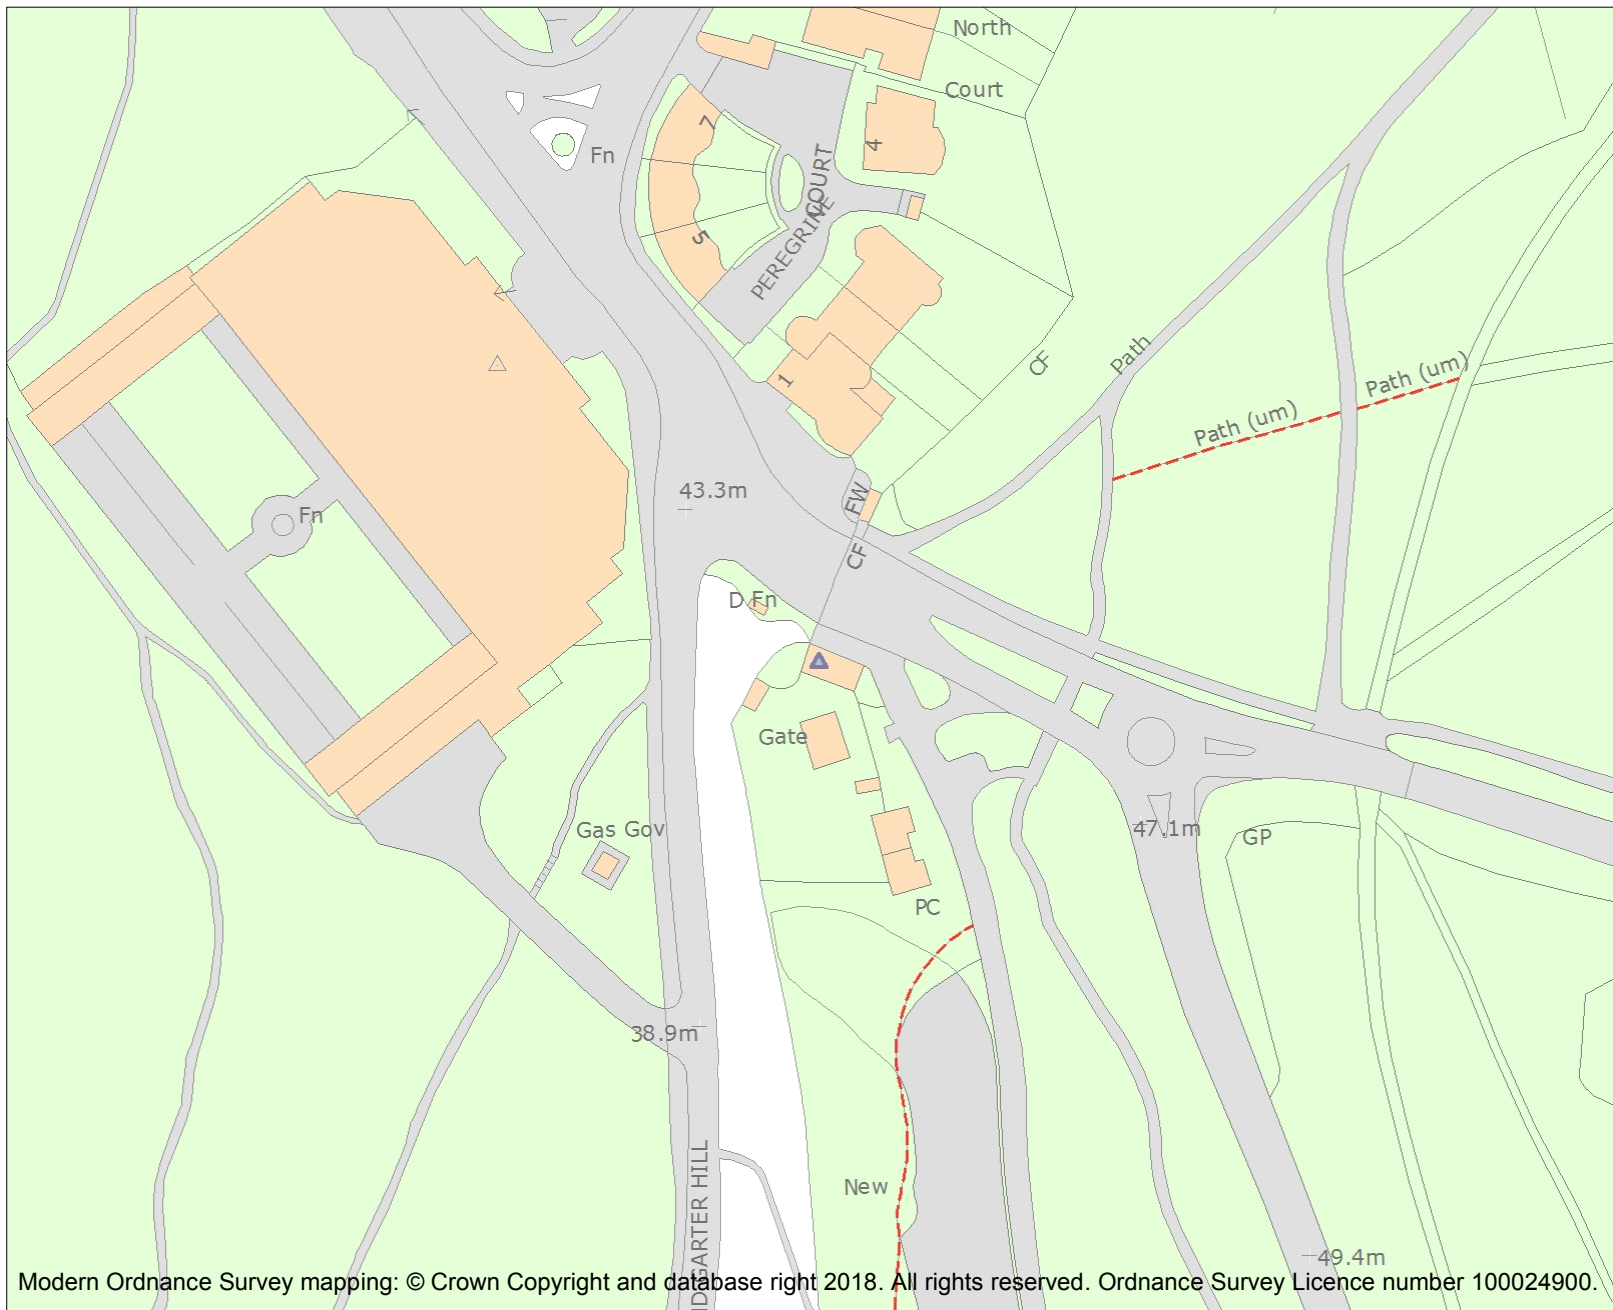 North
Court
Fn
7
4
COURT
PEREGRINE
5
CF
Path
1
Path (um)
Path (um)
43.3m
FW
Fn
CF
D Fn
Gate
Gas Gov
47.1m
GP
PC
38.9m
New
49.4m
NDGARTER HILL
Modern Ordnance Survey mapping: © Crown Copyright and database right 2018. All rights reserved. Ordnance Survey Licence number 100024900.